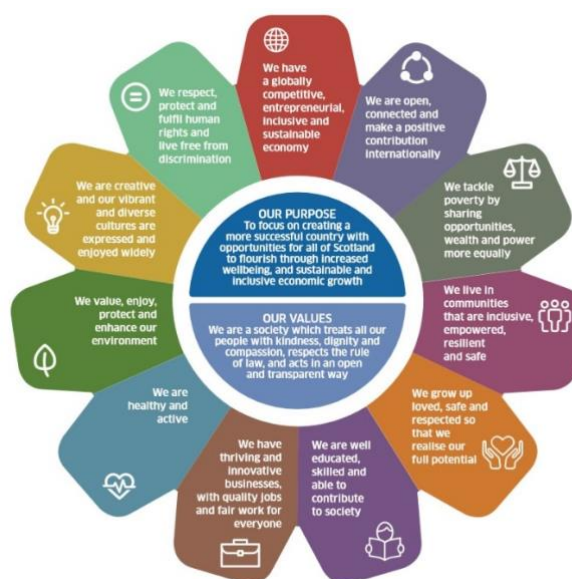 We have
a globally
competitive,
entrepreneurial,
inclusive and
sustainable
economy
We are open,
connected and
make a positive
contribution
internationally
We tackle
poverty by
sharing
opportunities,
wealth and power
more equally
We live in
communities
that are inclusive,
empowered,
resilient
and safe
We grow up
loved, safe and
respected so
that we
realise our
full potential
We are well
educated,
skilled and
able to
contribute
to society
We have
thriving and
innovative
businesses,
with quality jobs
and fair work for
everyone
We are
healthy and
active
We value, enjoy,
protect and
enhance our
environment
We are creative
and our vibrant
and diverse
cultures are
expressed and
enjoyed widely
We respect,
protect and
fulfil human
rights and
live free from
discrimination
OUR PURPOSE
To focus on creating a
more successful country with
opportunities for all of Scotland
to flourish through increased
wellbeing, and sustainable and
inclusive economic growth
OUR VALUES
We are a society which treats all our
people with kindness, dignity and
compassion, respects the rule
of law, and acts in an open
and transparent way